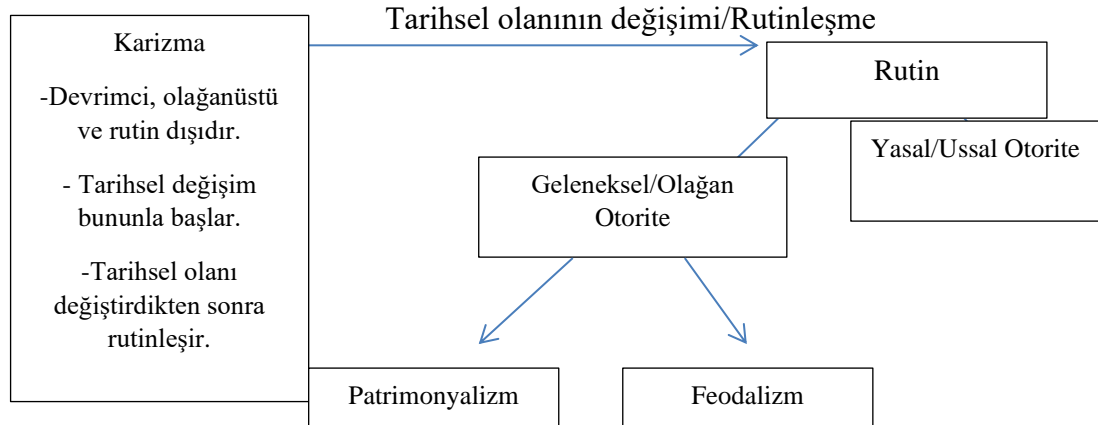 Tarihsel olanının değişimi/Rutinleşme
Karizma
-Devrimci, olağanüstü
ve rutin dışıdır.
- Tarihsel değişim
bununla başlar.
-Tarihsel olanı
değiştirdikten sonra
rutinleşir.
Rutin
Yasal/Ussal Otorite
Geleneksel/Olağan
Otorite
Patrimonyalizm
Feodalizm